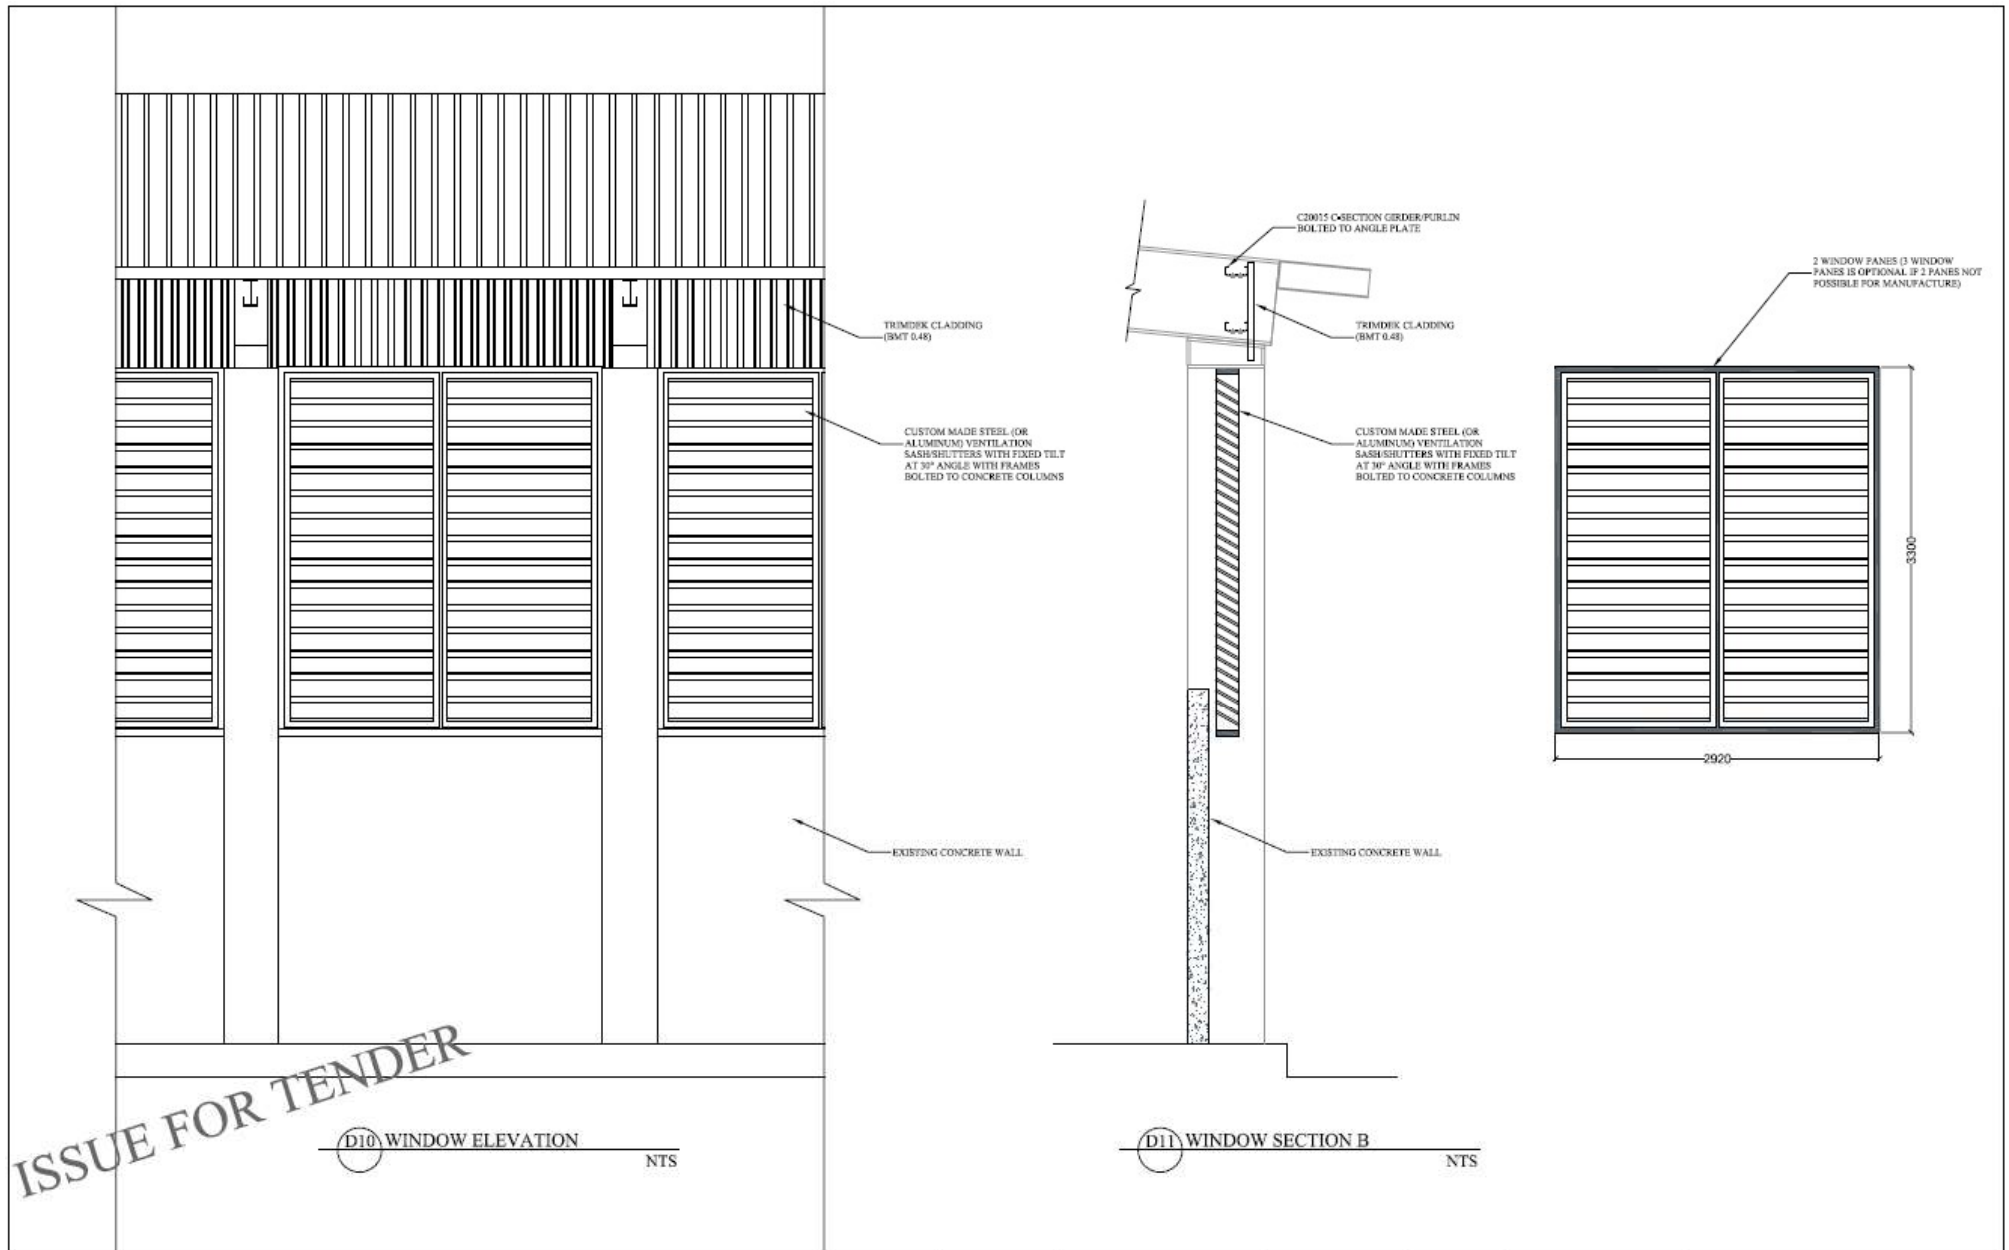 C20015 C-SECTION GIRDER/PURLIN
BOLTED TO ANGLE PLATE
2 WINDOW PANES (3 WINDOW
PANES IS OPTIONAL IF 2 PANES NOT
POSSIBLE FOR MANUFACTURE)
TRIMDEK CLADDING
(BMT 0.48)
TRIMDEK CLADDING
(BMT 0.48)
CUSTOM MADE STEEL (OR
ALUMINUM) VENTILATION
SASH/SHUTTERS WITH FIXED TILT
AT 30° ANGLE WITH FRAMES
BOLTED TO CONCRETE COLUMNS
CUSTOM MADE STEEL (OR
ALUMINUM) VENTILATION
SASH/SHUTTERS WITH FIXED TILT
AT 30° ANGLE WITH FRAMES
BOLTED TO CONCRETE COLUMNS
3300
2920
EXISTING CONCRETE WALL
EXISTING CONCRETE WALL
ISSUE FOR TENDER
D10 WINDOW ELEVATION
NTS
D11 WINDOW SECTION B
NTS